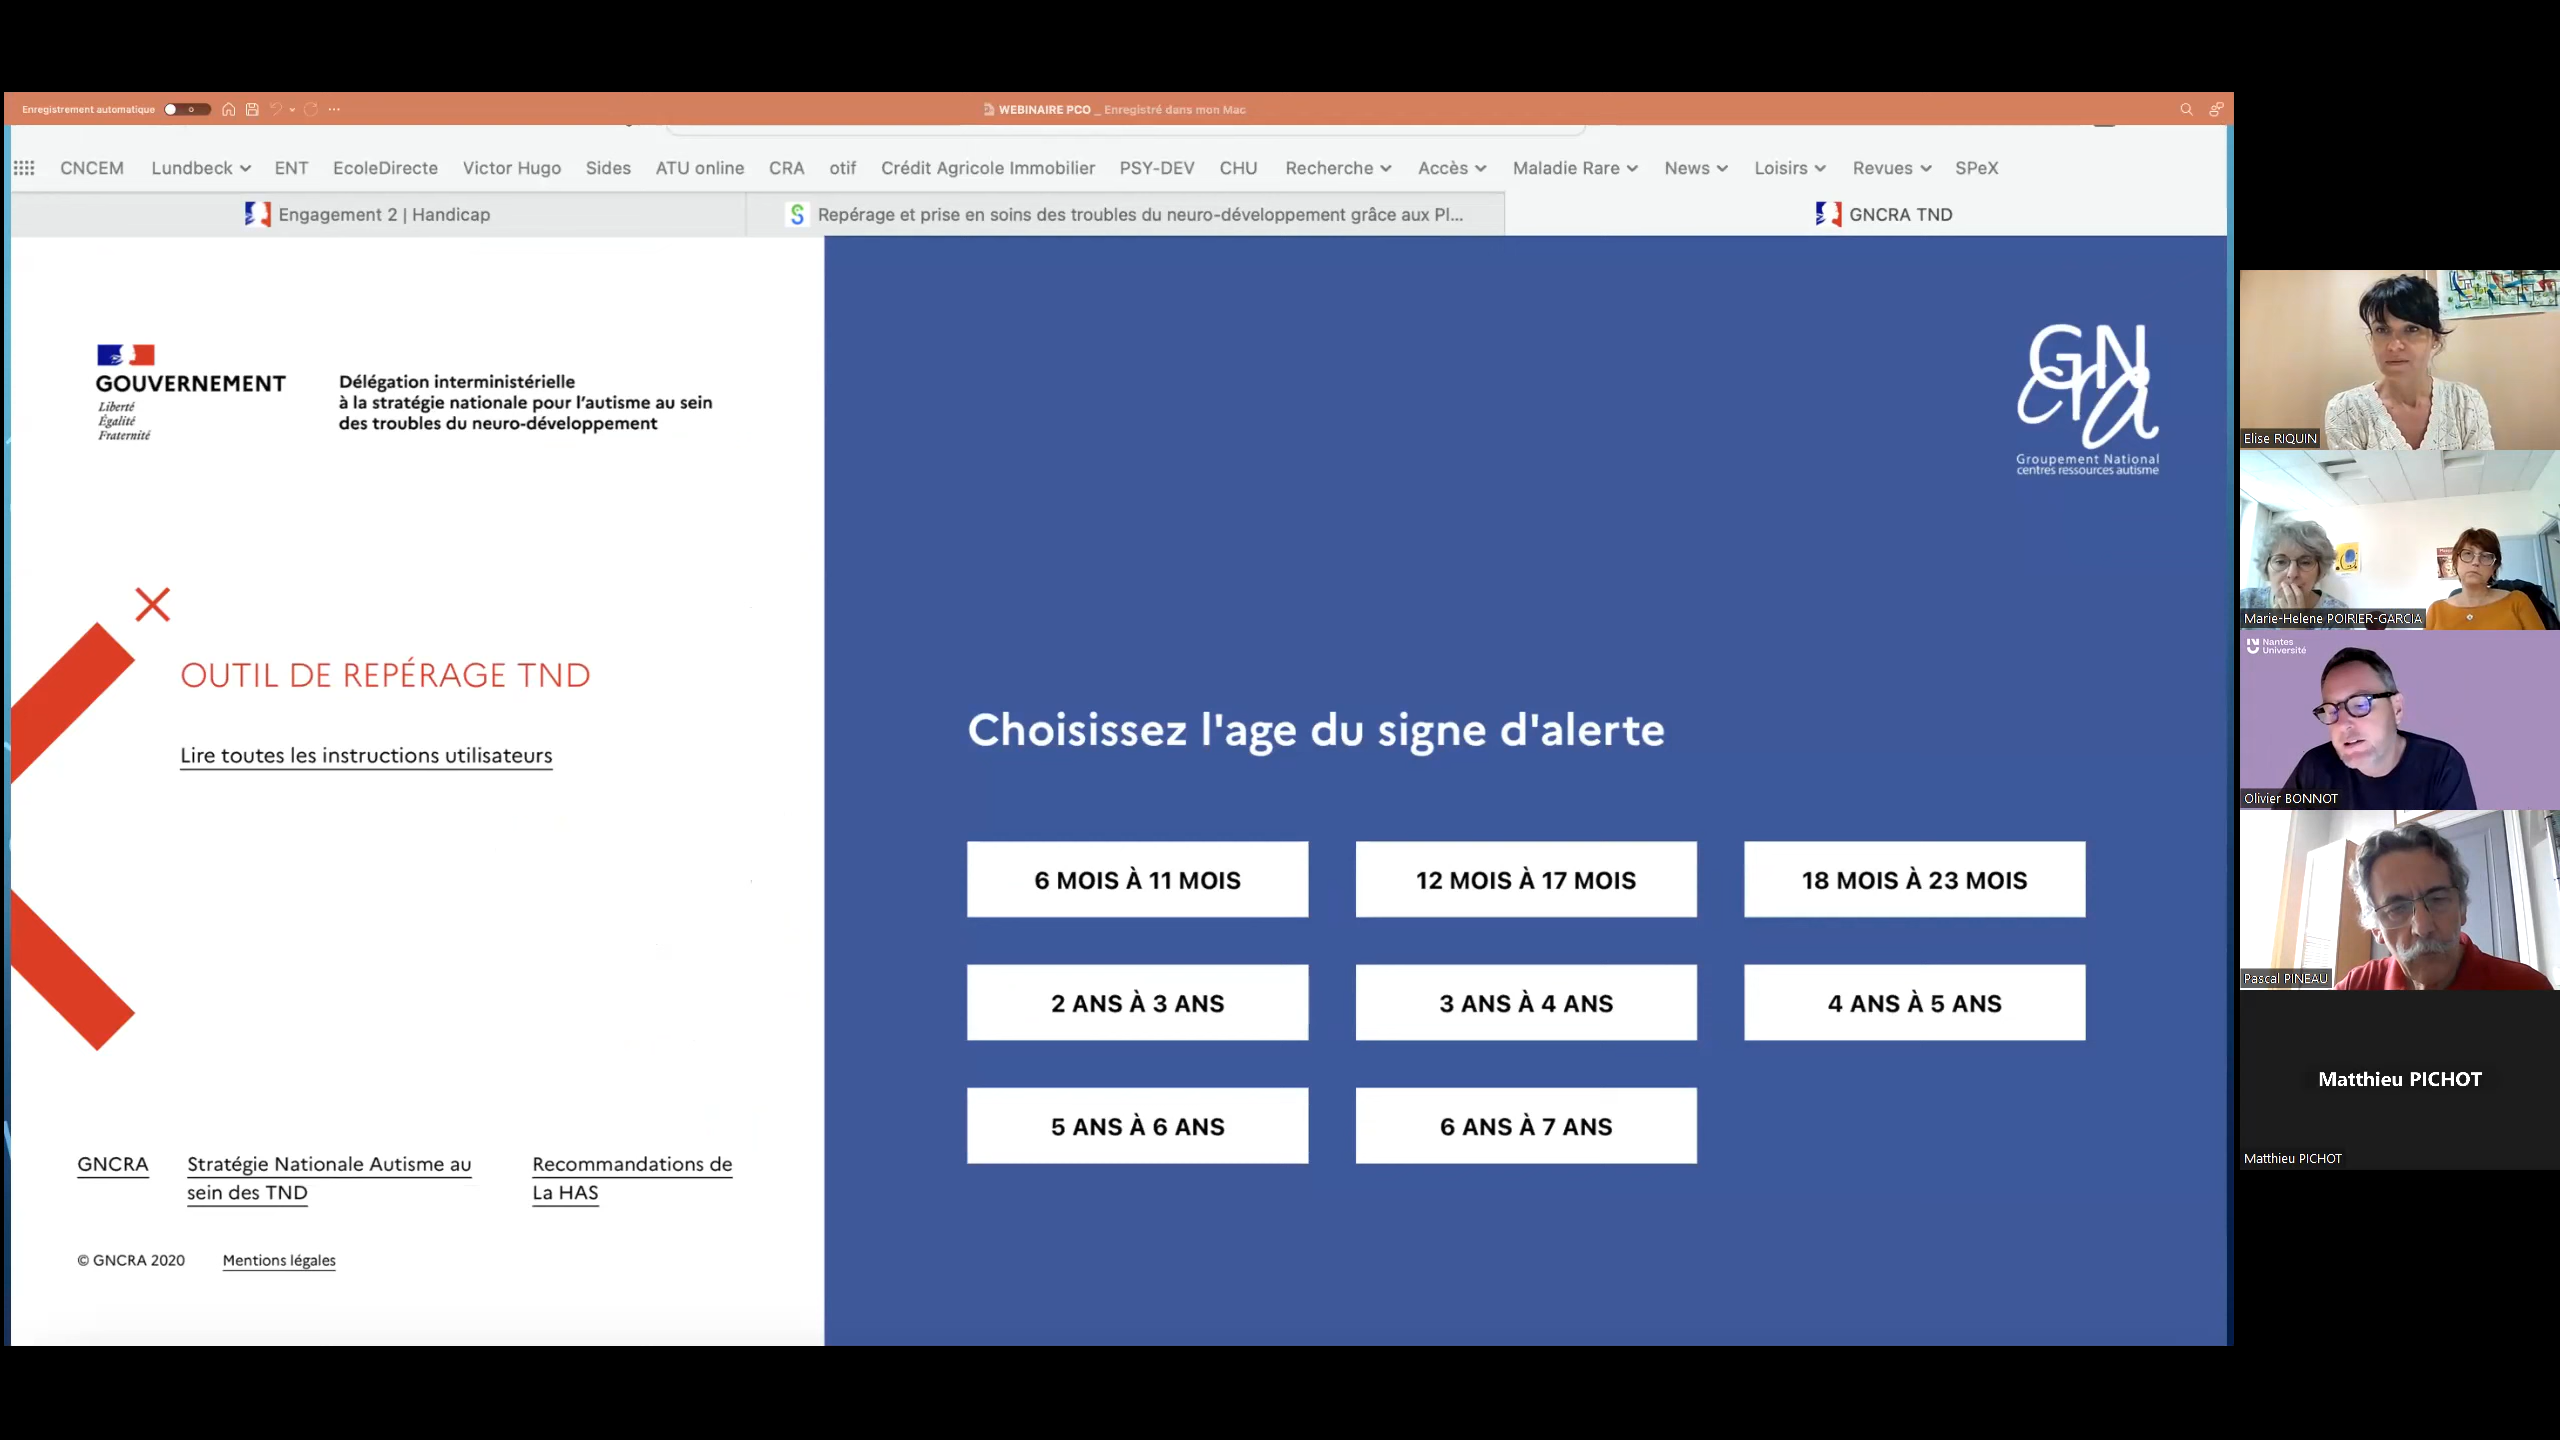 Enregistrement automatique
WEBINAIRE PCO _ Enregistré dans mon Mac
CNCEM Lundbeck ENT EcoleDirecte Victor Hugo Sides ATU online CRA otif Crédit Agricole Immobilier PSY-DEV CHU Recherche Accès Maladie Rare News Loisirs Revues SPeX
Engagement 2 | Handicap
Repérage et prise en soins des troubles du neuro-développement grâce aux Pl...
GNCRA TND
GOUVERNEMENT
Liberté
Égalité
Fraternité
Délégation interministérielle
à la stratégie nationale pour l'autisme au sein
des troubles du neuro-développement
OUTIL DE REPÉRAGE TND
Lire toutes les instructions utilisateurs
GNCRA
Stratégie Nationale Autisme au
sein des TND
Recommandations de
La HAS
© GNCRA 2020
Mentions légales
GN
cra
Groupement National
centres ressources autisme
Choisissez l'age du signe d'alerte
6 MOIS À 11 MOIS
12 MOIS À 17 MOIS
18 MOIS À 23 MOIS
2 ANS À 3 ANS
3 ANS À 4 ANS
4 ANS À 5 ANS
5 ANS À 6 ANS
6 ANS À 7 ANS
Elise RIQUIN
Marie-Helene POIRIER-GARCIA
Nantes
Université
Olivier BONNOT
Pascal PINEAU
Matthieu PICHOT
Matthieu PICHOT